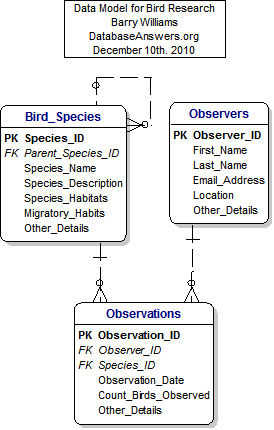 Data Model for Bird Research
Barry Williams
DatabaseAnswers.org
December 10th. 2010
Bird_Species
PK Species_ID
FK Parent_Species_ID
Species_Name
Species_Description
Species_Habitats
Migratory_Habits
Other_Details
Observers
PK Observer_ID
First_Name
Last_Name
Email_Address
Location
Other_Details
Observations
PK Observation_ID
FK Observer_ID
FK Species_ID
Observation_Date
Count_Birds_Observed
Other_Details